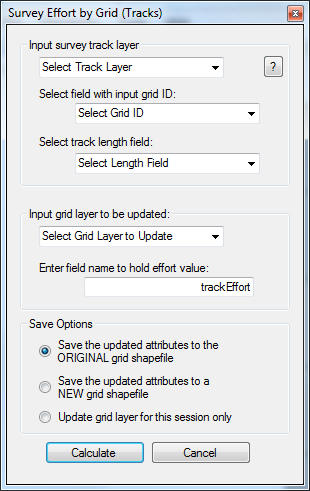 Survey Effort by Grid (Tracks)
Input survey track layer
Select Track Layer
?
Select field with input grid ID:
Select Grid ID
Select track length field:
Select Length Field
Input grid layer to be updated:
Select Grid Layer to Update
Enter field name to hold effort value:
trackEffort
Save Options
Save the updated attributes to the
ORIGINAL grid shapefile
Save the updated attributes to a
NEW grid shapefile
Update grid layer for this session only
Calculate
Cancel